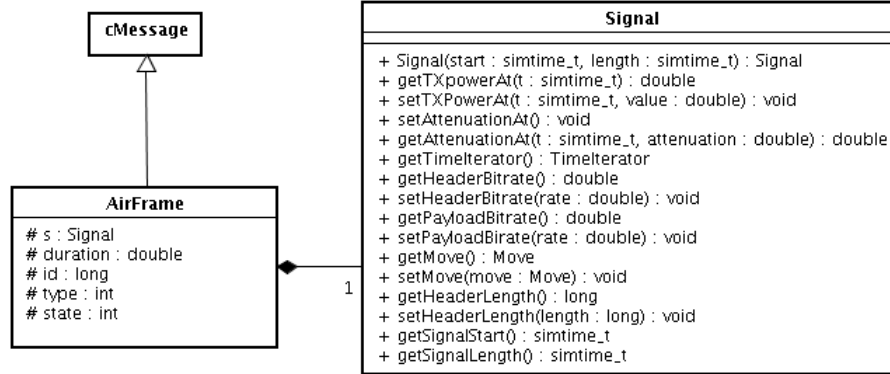 cMessage
AirFrame
# s : Signal
# duration : double
# id : long
# type : int
# state : int
1
Signal
+ Signal(start : simtime_t, length : simtime_t) : Signal
+ getTXpowerAt(t : simtime_t) : double
+ setTXPowerAt(t : simtime_t, value : double) : void
+ setAttenuationAt() : void
+ getAttenuationAt(t : simtime_t, attenuation : double) : double
+ getTimeIterator() : TimeIterator
+ getHeaderBitrate() : double
+ setHeaderBitrate(rate : double) : void
+ getPayloadBitrate() : double
+ setPayloadBirate(rate : double) : void
+ getMove() : Move
+ setMove(move : Move) : void
+ getHeaderLength() : long
+ setHeaderLength(length : long) : void
+ getSignalStart() : simtime_t
+ getSignalLength() : simtime_t